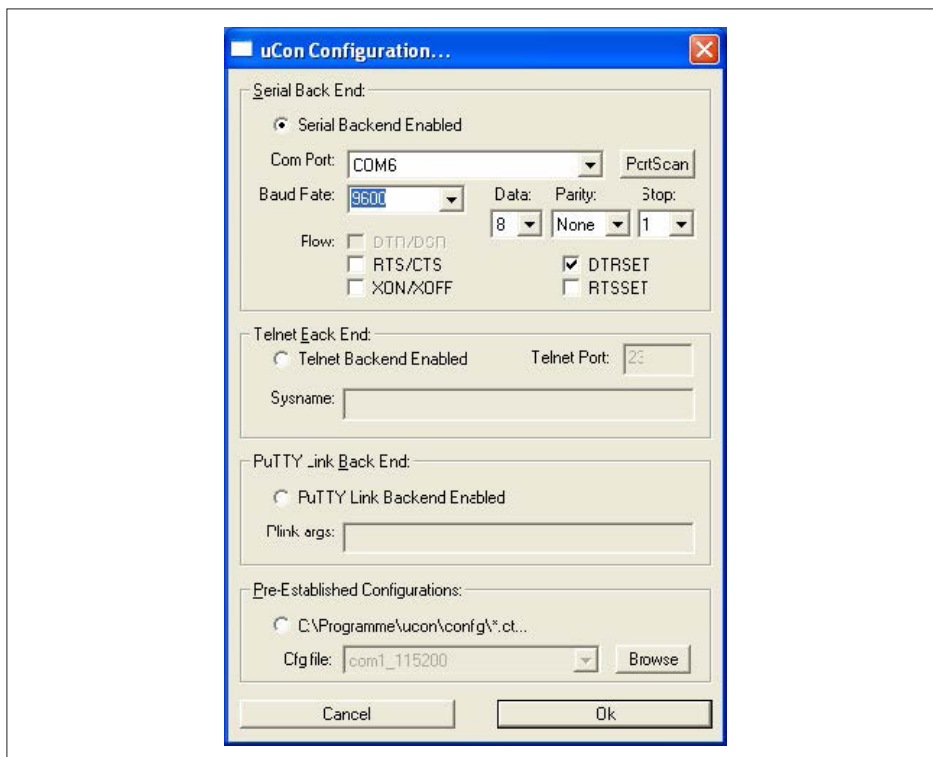 uCon Configuration...
Serial Back End:
Serial Backend Enabled
Com Port: COM6 PortScan
Baud Rate: 9600 Data: Parity: Stop:
8 None 1
Flow: DTR/DSR
RTS/CTS DTRSET
XON/XOFF RTSSET
Telnet Back End:
Telnet Backend Enabled Telnet Port: 23
Sysname:
PuTTY Link Back End:
PuTTY Link Backend Enabled
Plink args:
Pre-Established Configurations:
C:\Programme\ucon\config\*.ct...
Cfg file: com1_115200 Browse
Cancel Ok